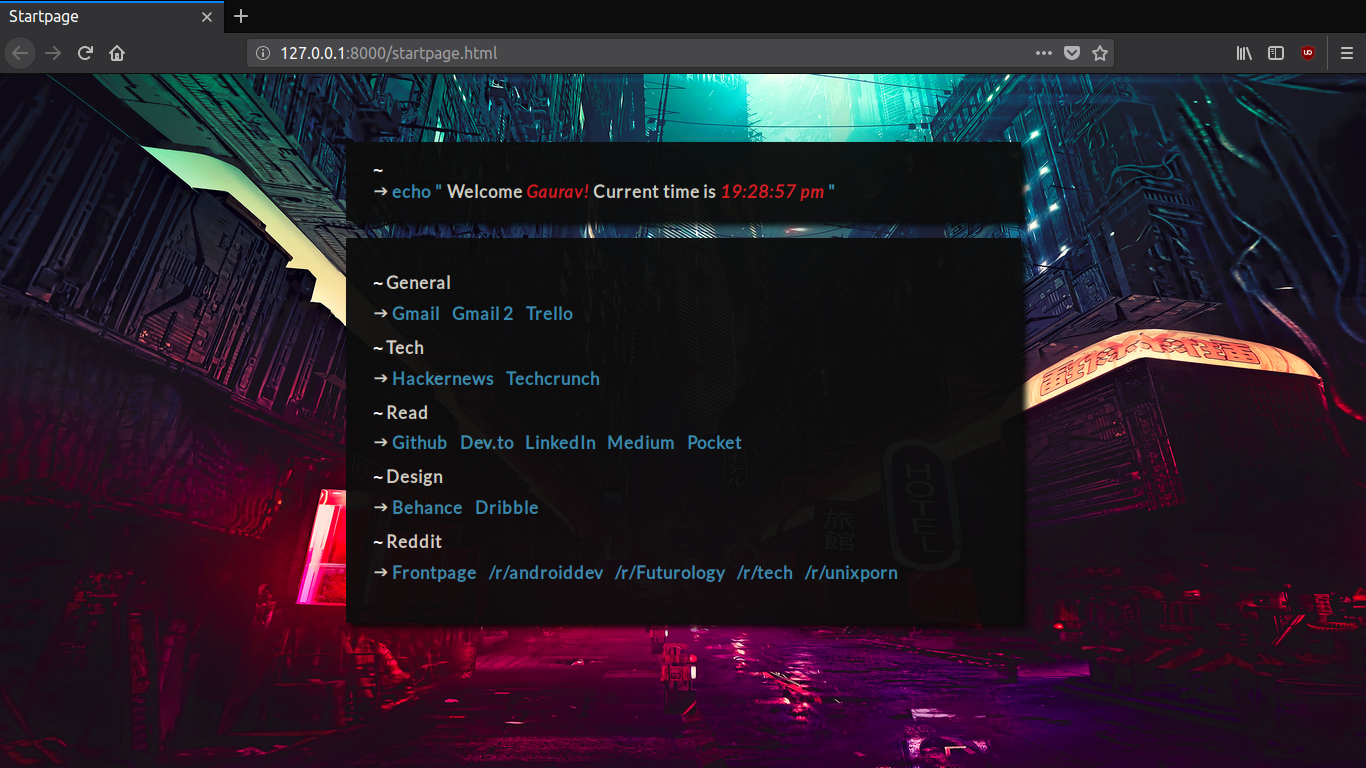 Startpage
127.0.0.1:8000/startpage.html
~
→ echo " Welcome Gaurav! Current time is 19:28:57 pm "
~ General
→ Gmail Gmail 2 Trello
~ Tech
→ Hackernews Techcrunch
~ Read
→ Github Dev.to LinkedIn Medium Pocket
~ Design
→ Behance Dribble
~ Reddit
→ Frontpage /r/androiddev /r/Futurology /r/tech /r/unixporn
HOTEL
旅館